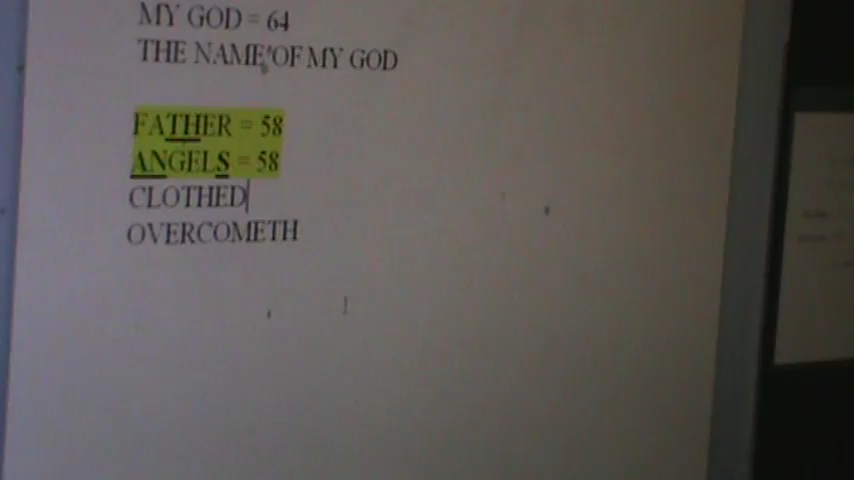 MY GOD = 64
THE NAME OF MY GOD
FATHER = 58
ANGELS = 58
CLOTHED
OVERCOMETH